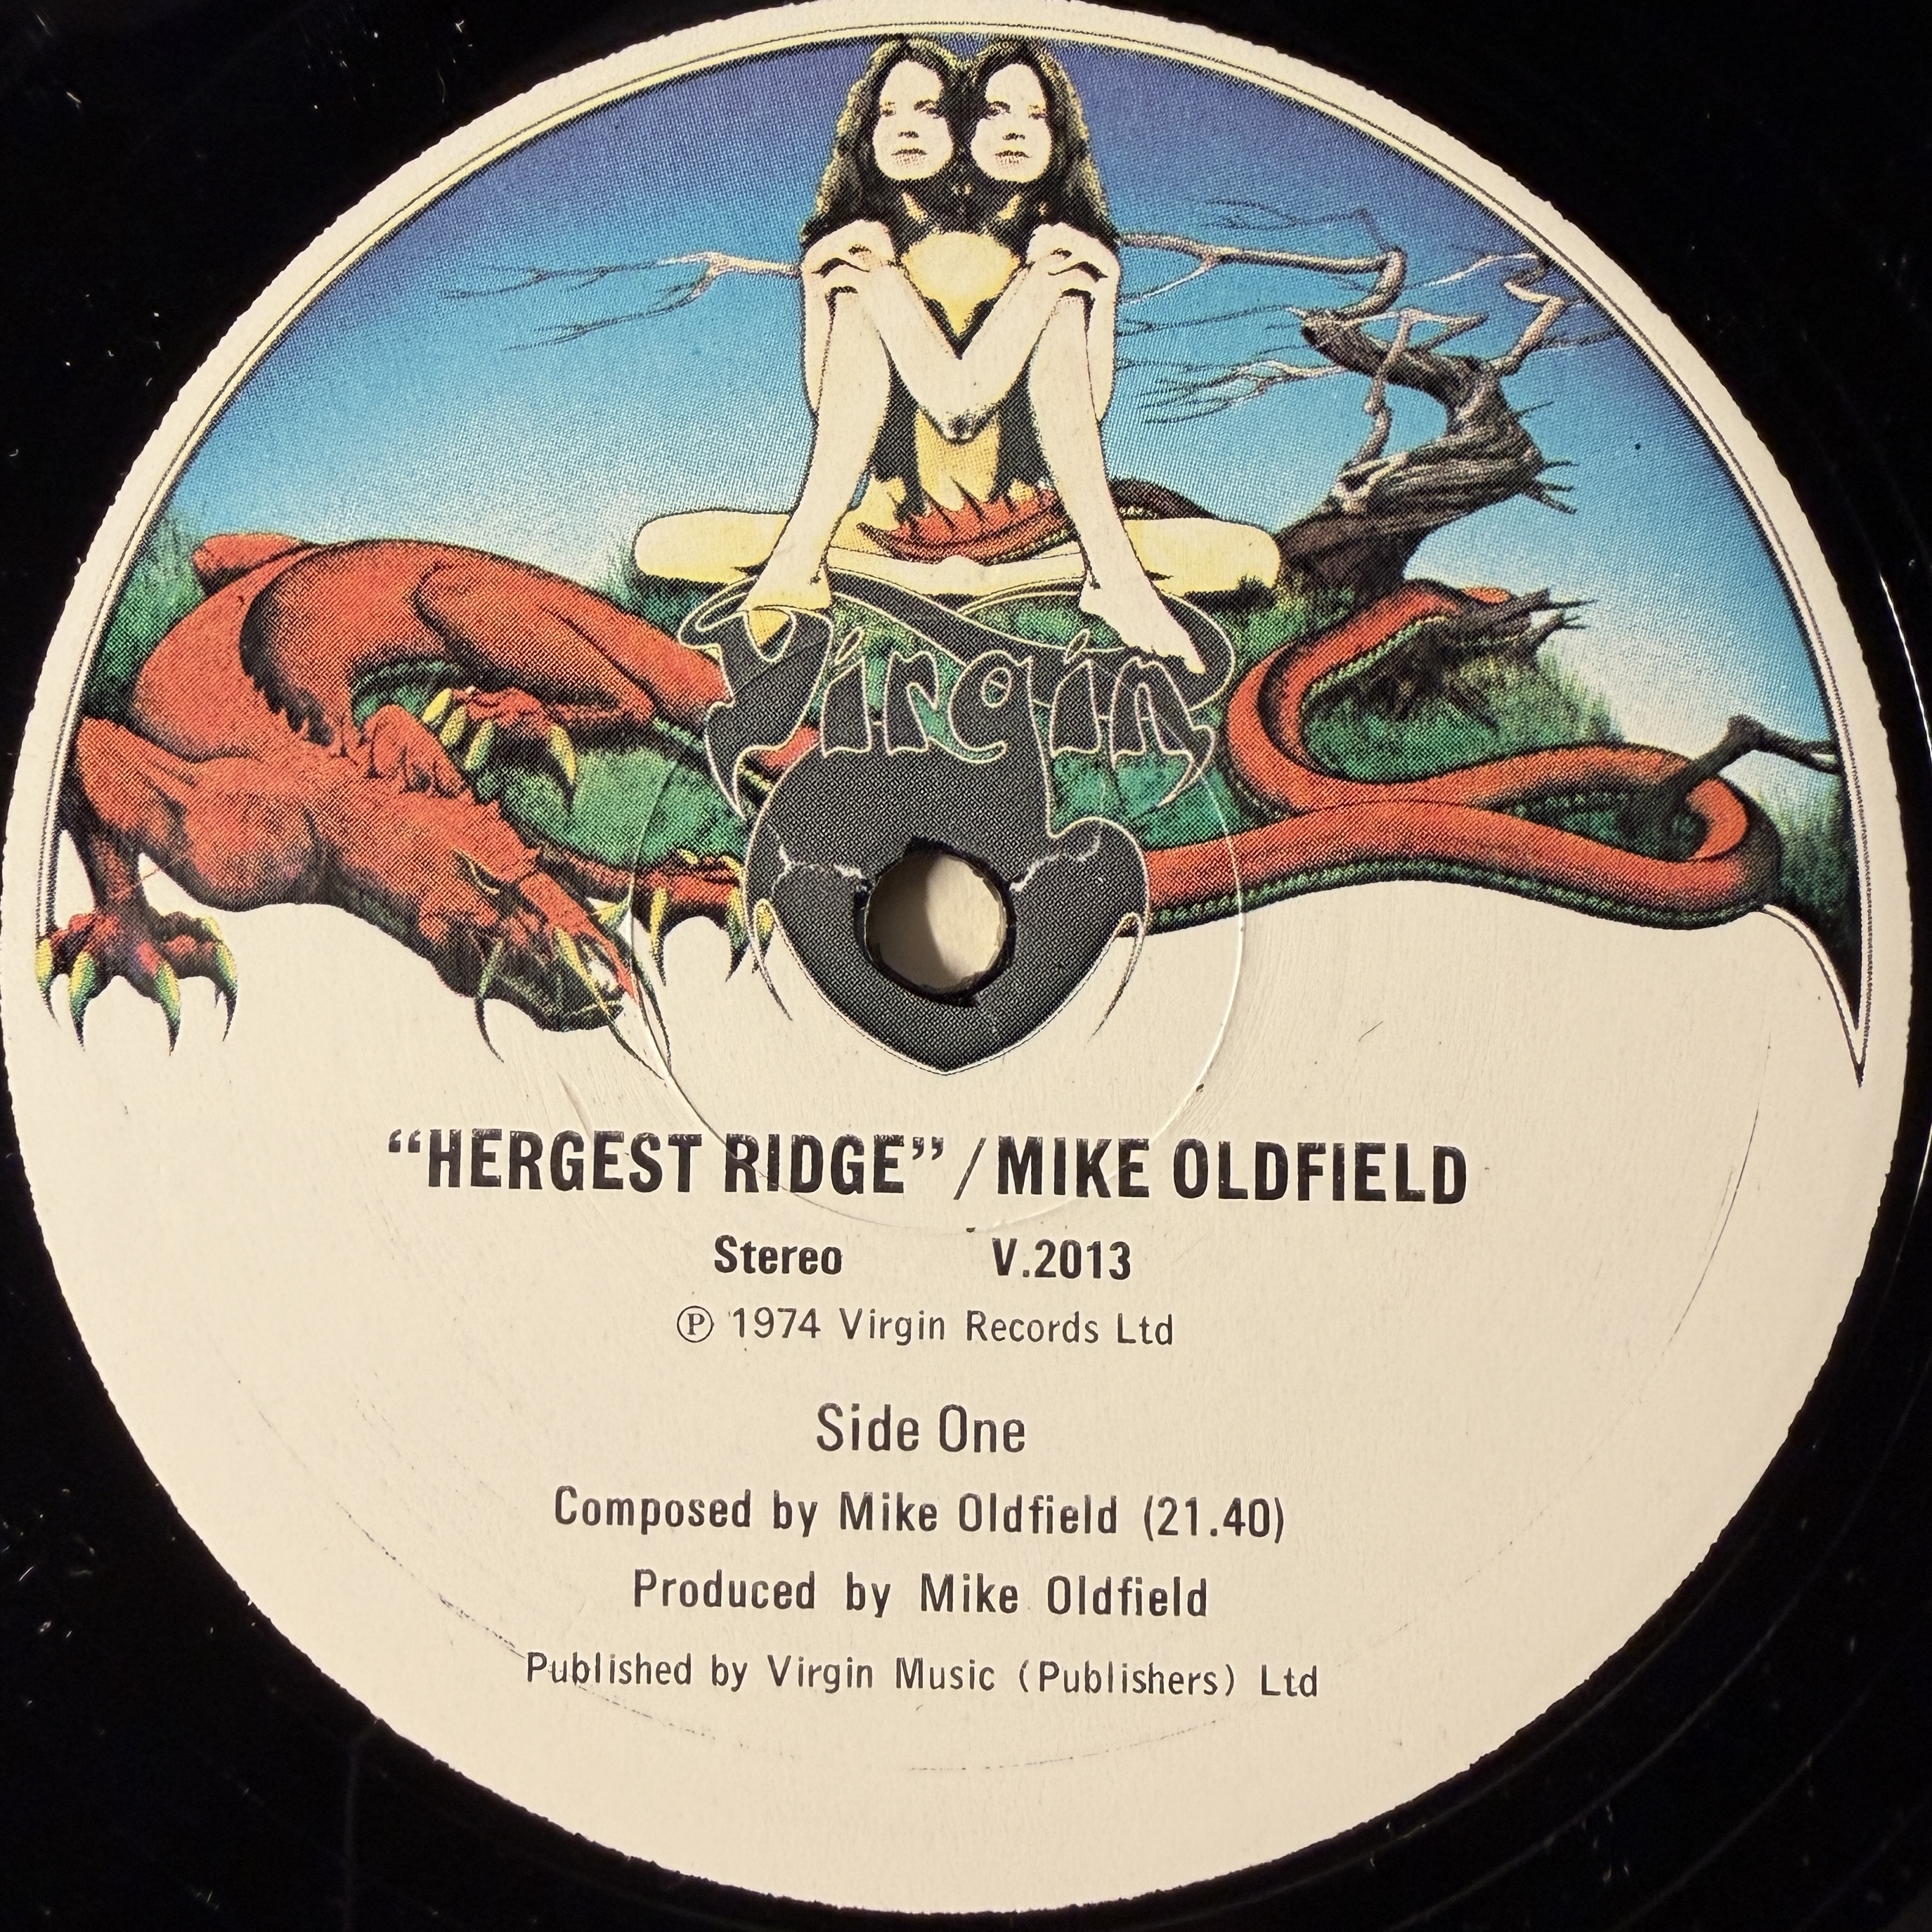 Virgin
“HERGEST RIDGE” / MIKE OLDFIELD
Stereo V.2013
Ⓟ 1974 Virgin Records Ltd
Side One
Composed by Mike Oldfield (21.40)
Produced by Mike Oldfield
Published by Virgin Music (Publishers) Ltd